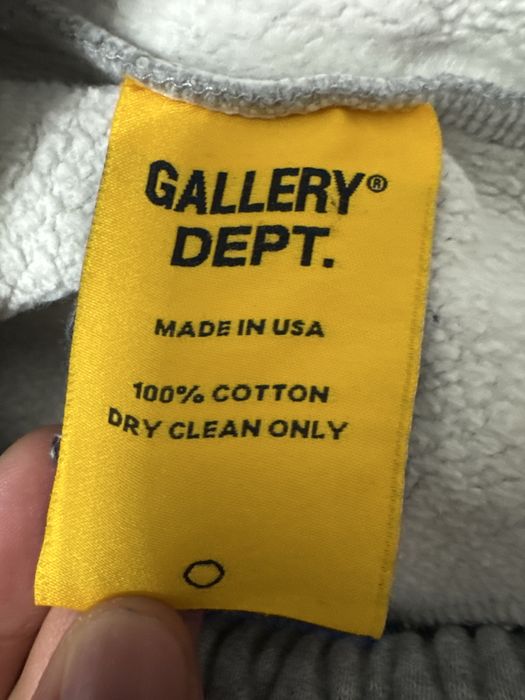 GALLERY®
DEPT.
MADE IN USA
100% COTTON
DRY CLEAN ONLY